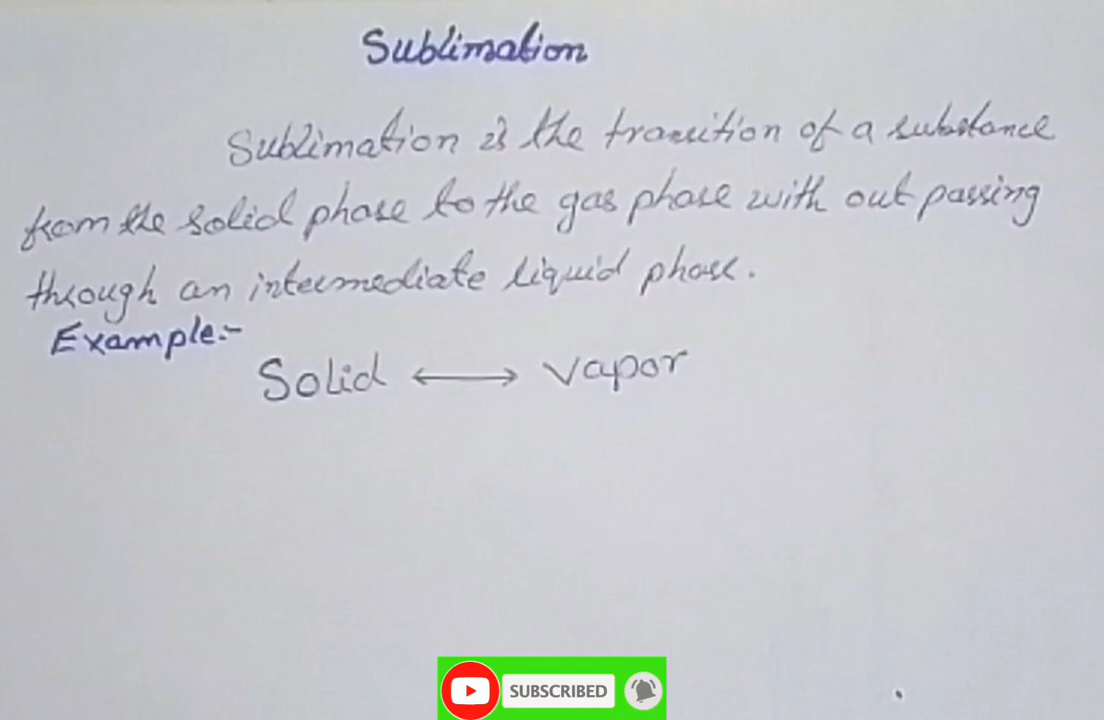 Sublimation
Sublimation is the transition of a substance
from the solid phase to the gas phase with out passing
through an intermediate liquid phase.
Example:-
Solid ⟷ vapor
SUBSCRIBED